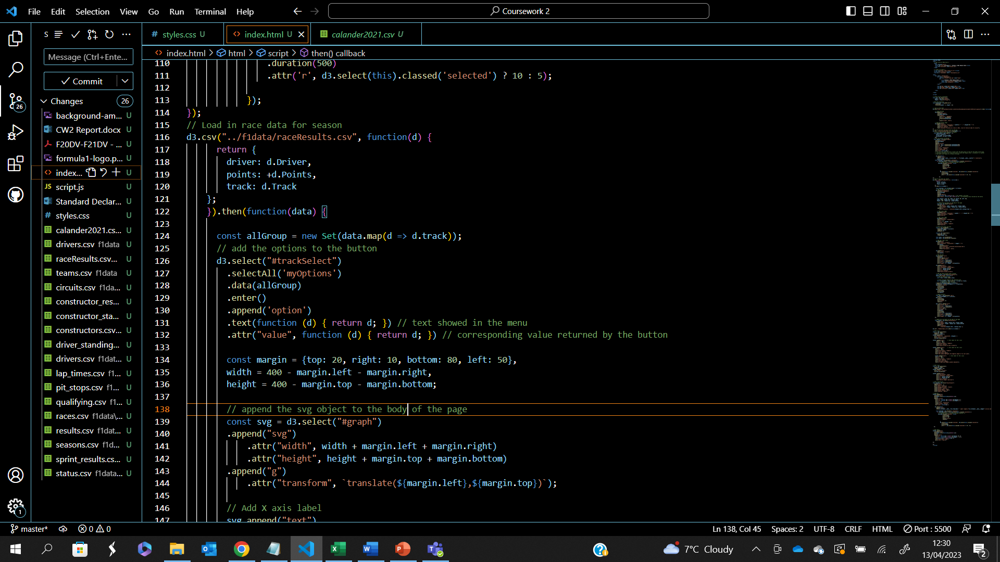 File Edit Selection View Go Run Terminal Help
Coursework 2
S
Message (Ctrl+Ente...
Commit
Changes 26
background-am... U
CW2 Report.docx U
F20DV-F21DV - ... U
formula1-logo.p... U
index... U
JS script.js U
Standard Declar... U
# styles.css U
calander2021.cs... U
drivers.csv f1data U
raceResults.csv... U
teams.csv f1data U
circuits.csv f1da... U
constructor_res... U
constructor_sta... U
constructors.csv... U
driver_standing... U
drivers.csv f1dat... U
lap_times.csv f1... U
pit_stops.csv f1... U
qualifying.csv f1... U
races.csv f1data\... U
results.csv f1dat... U
seasons.csv f1d... U
sprint_results.cs... U
status.csv f1data... U
26
1
# styles.css U
<> index.html U
calander2021.csv U
<> index.html > html > script > then() callback
110 .duration(500)
111 .attr('r', d3.select(this).classed('selected') ? 10 : 5);
112
113 });
114 });
115 // Load in race data for season
116 d3.csv("../f1data/raceResults.csv", function(d) {
117 return {
118 driver: d.Driver,
119 points: +d.Points,
120 track: d.Track
121 };
122 }).then(function(data) {
123
124 const allGroup = new Set(data.map(d => d.track));
125 // add the options to the button
126 d3.select("#trackSelect")
127 .selectAll('myOptions')
128 .data(allGroup)
129 .enter()
130 .append('option')
131 .text(function (d) { return d; }) // text showed in the menu
132 .attr("value", function (d) { return d; }) // corresponding value returned by the button
133
134 const margin = {top: 20, right: 10, bottom: 80, left: 50},
135 width = 400 - margin.left - margin.right,
136 height = 400 - margin.top - margin.bottom;
137
138 // append the svg object to the body of the page
139 const svg = d3.select("#graph")
140 .append("svg")
141 .attr("width", width + margin.left + margin.right)
142 .attr("height", height + margin.top + margin.bottom)
143 .append("g")
144 .attr("transform", `translate(${margin.left},${margin.top})`);
145
146 // Add X axis label
147 svg.append("text")
master* 0 0
Ln 138, Col 45 Spaces: 2 UTF-8 CRLF HTML Port : 5500
7°C Cloudy
12:30
13/04/2023
2